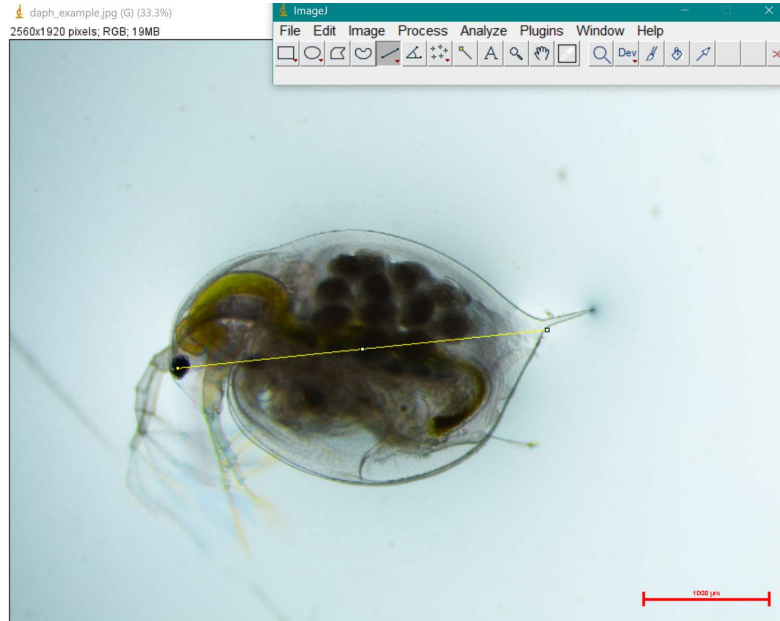 daph_example.jpg (G) (33.3%)
2560x1920 pixels; RGB; 19MB
ImageJ
File Edit Image Process Analyze Plugins Window Help
A Dev
1000 µm